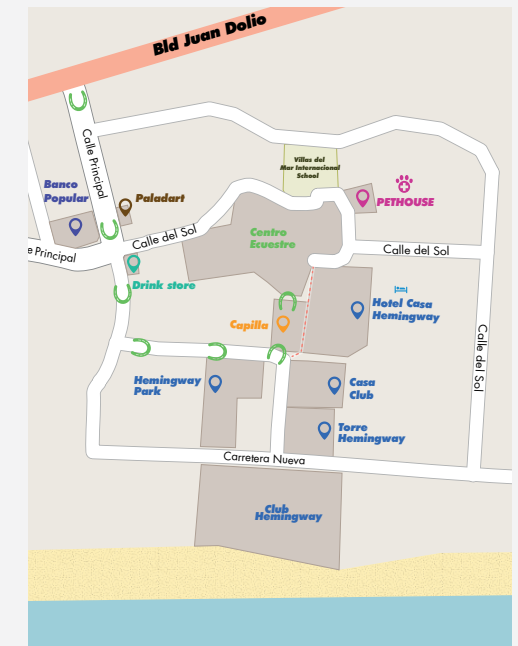 Bld Juan Dolio
Calle Principal
Villas del
Mar Internacional
School
Banco
Popular
Paladart
PETHOUSE
Calle del Sol
Centro
Ecuestre
Calle del Sol
e Principal
Drink store
Hotel Casa
Hemingway
Capilla
Calle del Sol
Hemingway
Park
Casa
Club
Torre
Hemingway
Carretera Nueva
Club
Hemingway